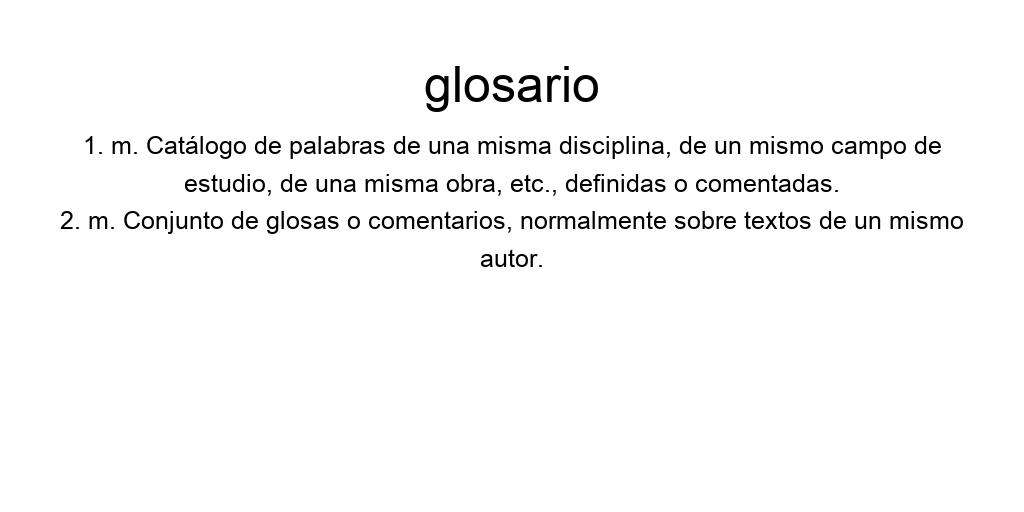 glosario
1. m. Catálogo de palabras de una misma disciplina, de un mismo campo de
estudio, de una misma obra, etc., definidas o comentadas.
2. m. Conjunto de glosas o comentarios, normalmente sobre textos de un mismo
autor.